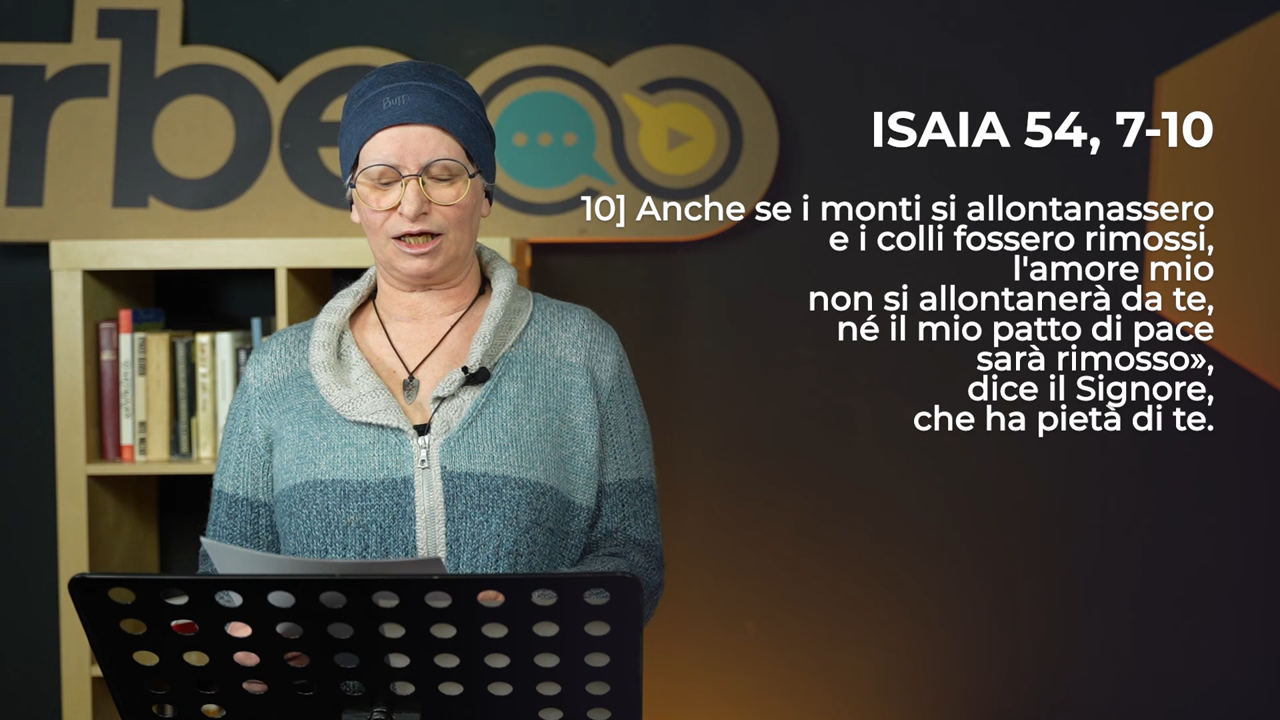 rbe
Buff
ISAIA 54, 7-10
10] Anche se i monti si allontanassero
e i colli fossero rimossi,
l'amore mio
non si allontanerà da te,
né il mio patto di pace
sarà rimosso»,
dice il Signore,
che ha pietà di te.